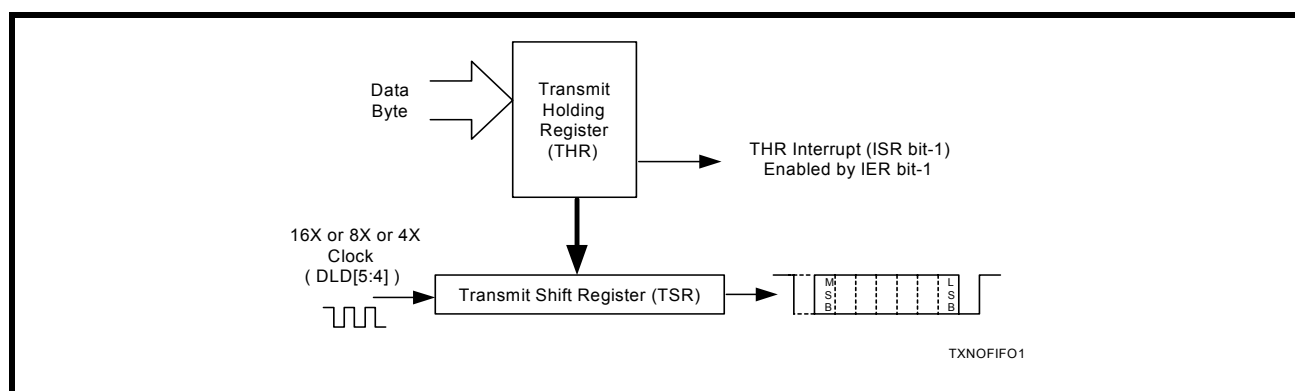 Data
Byte
Transmit
Holding
Register
(THR)
THR Interrupt (ISR bit-1)
Enabled by IER bit-1
16X or 8X or 4X
Clock
( DLD[5:4] )
Transmit Shift Register (TSR)
M
S
B
L
S
B
TXNOFIFO1